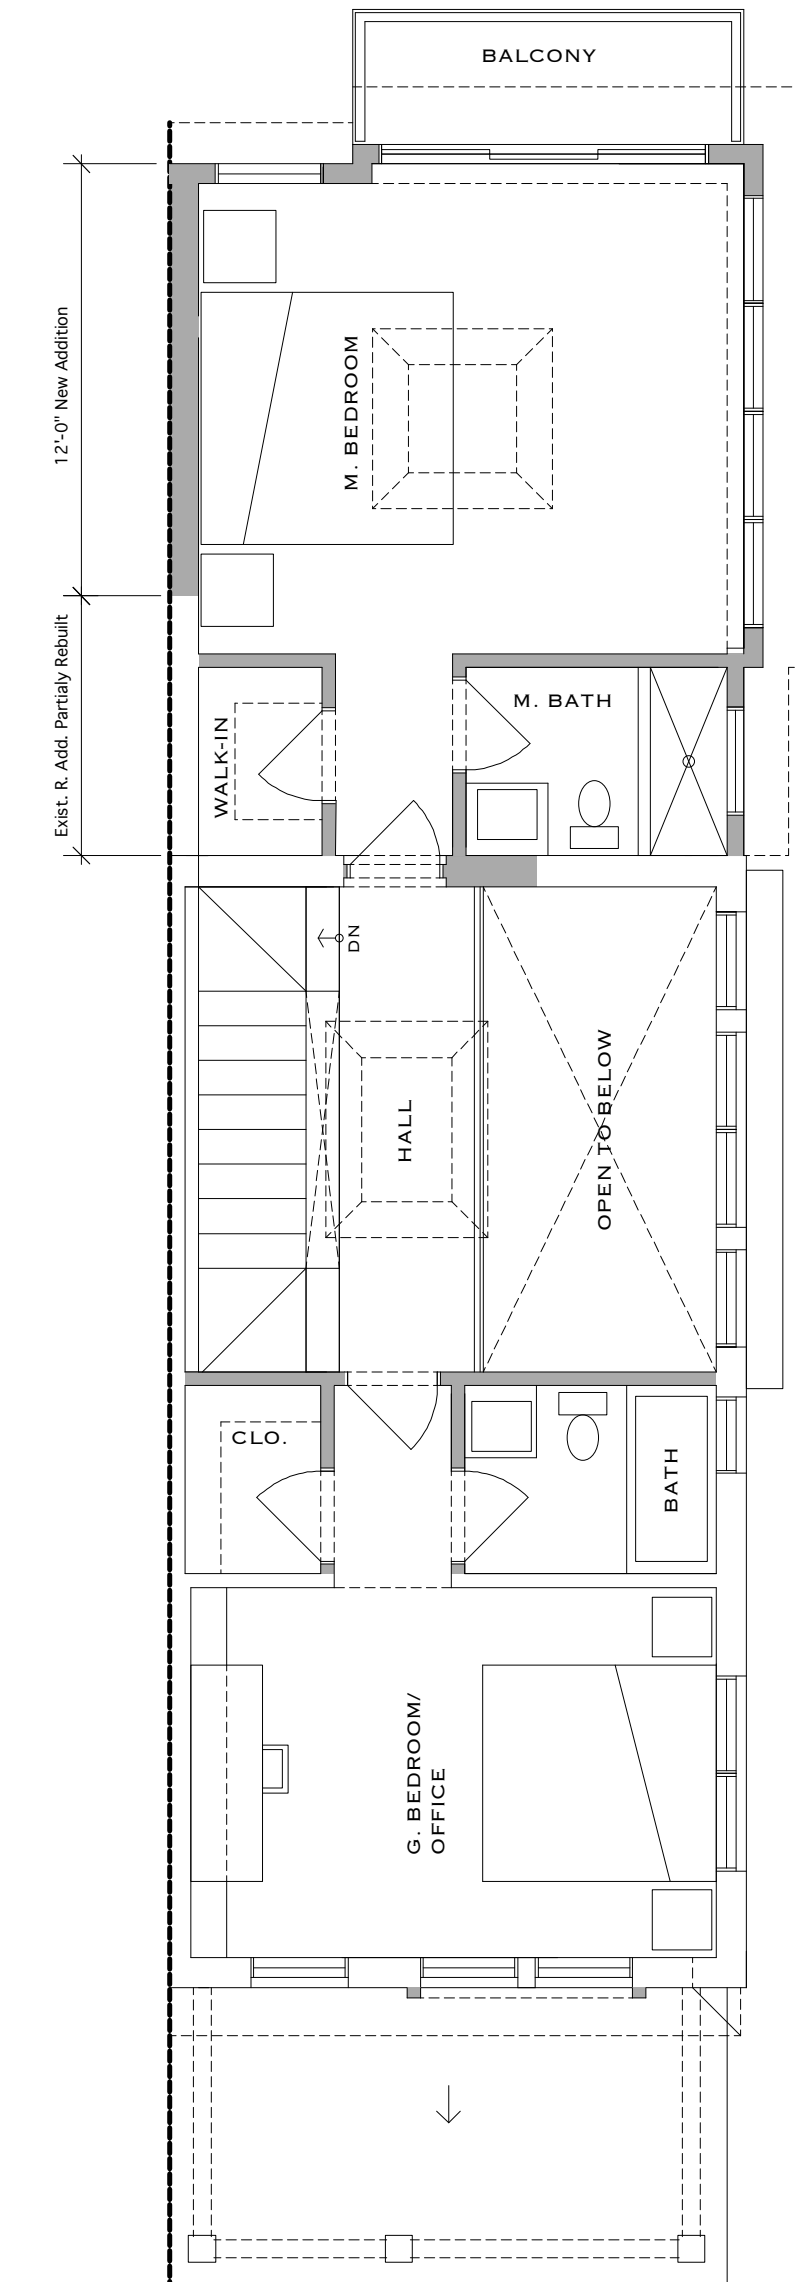 BALCONY
12'-0" New Addition
M. BEDROOM
Exist. R. Add. Partialy Rebuilt
WALK-IN
M. BATH
DN
HALL
OPEN TO BELOW
CLO.
BATH
G. BEDROOM/
OFFICE